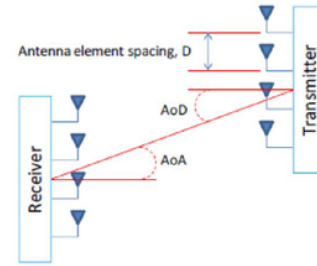 Antenna element spacing, D
Transmitter
AoD
AoA
Receiver